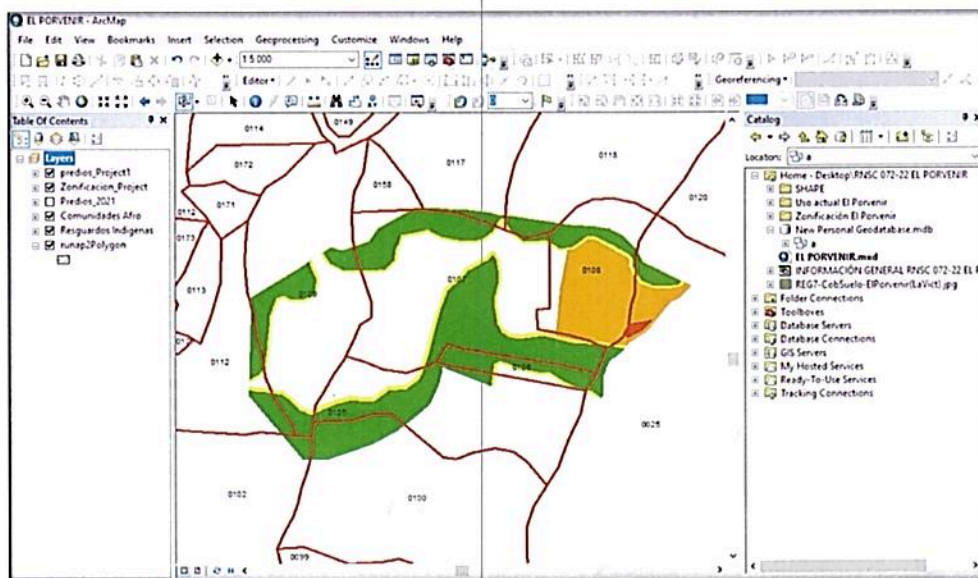 EL PORVENIR - ArcMap
File Edit View Bookmarks Insert Selection Geoprocessing Customize Windows Help
1:5 000
Editor
Georeferencing
Table Of Contents
Layers
predios_Project1
Zonificacion_Project
Predios_2021
Comunidades Afro
Resguardos Indigenas
runap2Polygon
0149
0114
0117
0118
0172
0158
0120
0171
0112
0173
0108
0113
0112
0105
0025
0102
0100
0099
Catalog
Location: a
Home - Desktop\RNSC 072-22 EL PORVENIR
SHAPE
Uso actual El Porvenir
Zonificación El Porvenir
New Personal Geodatabase.mdb
a
EL PORVENIR.mxd
INFORMACIÓN GENERAL RNSC 072-22 EL
REG7-CobSuelo-ElPorvenir(LaVict).jpg
Folder Connections
Toolboxes
Database Servers
Database Connections
GIS Servers
My Hosted Services
Ready-To-Use Services
Tracking Connections